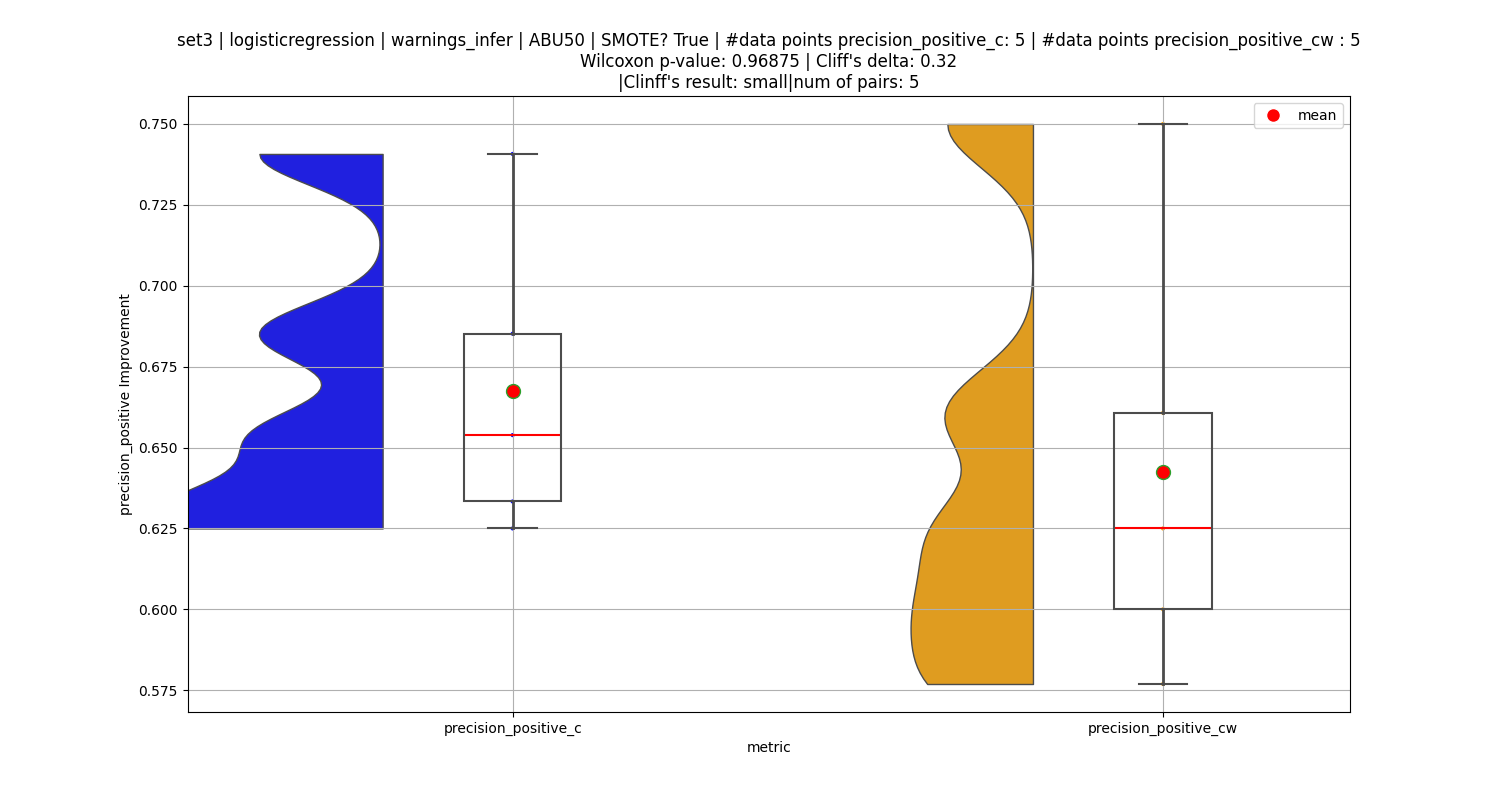 set3 | logisticregression | warnings_infer | ABU50 | SMOTE? True | #data points precision_positive_c: 5 | #data points precision_positive_cw : 5
Wilcoxon p-value: 0.96875 | Cliff's delta: 0.32
|Clinff's result: small|num of pairs: 5
mean
0.750
0.725
0.700
0.675
0.650
0.625
0.600
0.575
precision_positive Improvement
precision_positive_c
precision_positive_cw
metric